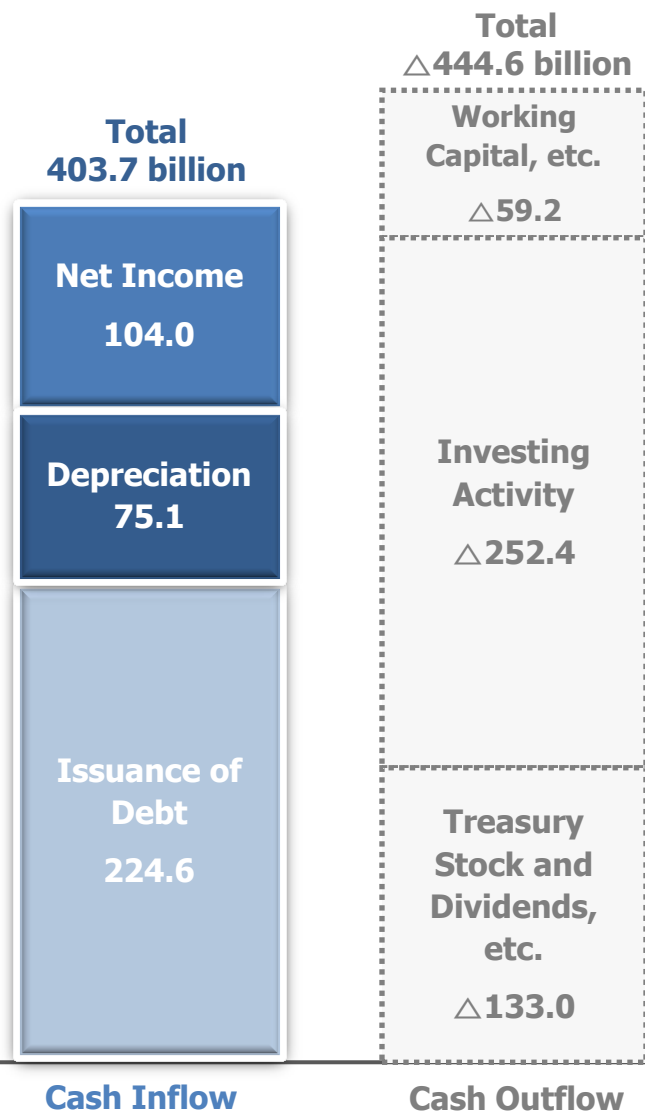 Total
403.7 billion
Net Income
104.0
Depreciation
75.1
Issuance of
Debt
224.6
Cash Inflow
Total
△444.6 billion
Working
Capital, etc.
△59.2
Investing
Activity
△252.4
Treasury
Stock and
Dividends,
etc.
△133.0
Cash Outflow